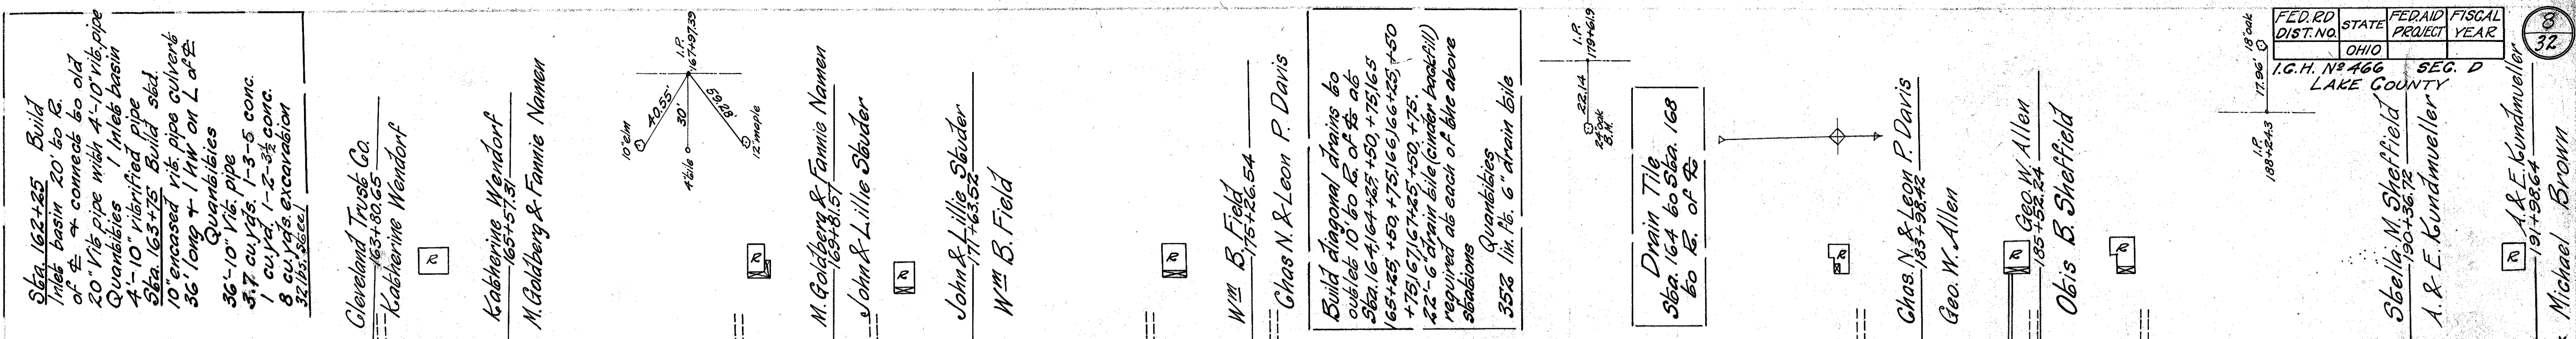 Sta. 162+25 Build
Inlet basin 20' to R.
of ₵ & connect to old
20" Vit pipe with 4'-10" vit. pipe
Quantities 1 Inlet basin
4'-10" vitrified pipe
Sta. 163+75 Build std.
10" encased vit. pipe culvert
36' long & 1 HW on L of ₵
Quantities
36'-10" Vit. pipe
3.7 cu.yds. 1-3-5 conc.
1 cu.yd. 1-2-3½ conc.
8 cu.yds. excavation
32 lbs. steel
Cleveland Trust Co.
163+80.65
Katherine Wendorf
R
Katherine Wendorf
165+57.31
M. Goldberg & Fannie Namen
I.P.
167+97.39
10" elm
40.55'
30'
4" tile
12" maple
R
M. Goldberg & Fannie Namen
169+81.57
John & Lillie Studer
R
John & Lillie Studer
171+63.52
Wm B. Field
R
Wm B. Field
175+26.54
Chas N. & Leon P. Davis
Build diagonal drains to
outlet 10' to R. of ₵ at
Sta. 164, 164+25, +50, +75, 165
165+25, +50, +75, 166, 166+25, +50
+75, 167, 167+25, +50, +75.
22'-6" drain tile (cinder backfill)
required at each of the above
stations
Quantities
352 lin. ft. 6" drain tile
I.P.
179+61.9
22.14
24" oak
B.M.
Drain Tile
Sta. 164 to Sta. 168
to R. of ₵
R
Chas. N. & Leon P. Davis
183+98.42
Geo. W. Allen
R
Geo. W. Allen
185+52.24
Otis B. Sheffield
R
18" oak
17.96'
I.P.
188+24.3
Stella M. Sheffield
190+36.72
A. & E. Kundmueller
R
A. & E. Kundmueller
191+98.64
Michael Brown
FED. RD DIST. NO. STATE FED. AID PROJECT FISCAL YEAR
OHIO
I.C.H. Nº 466 SEC. D
LAKE COUNTY
8
32